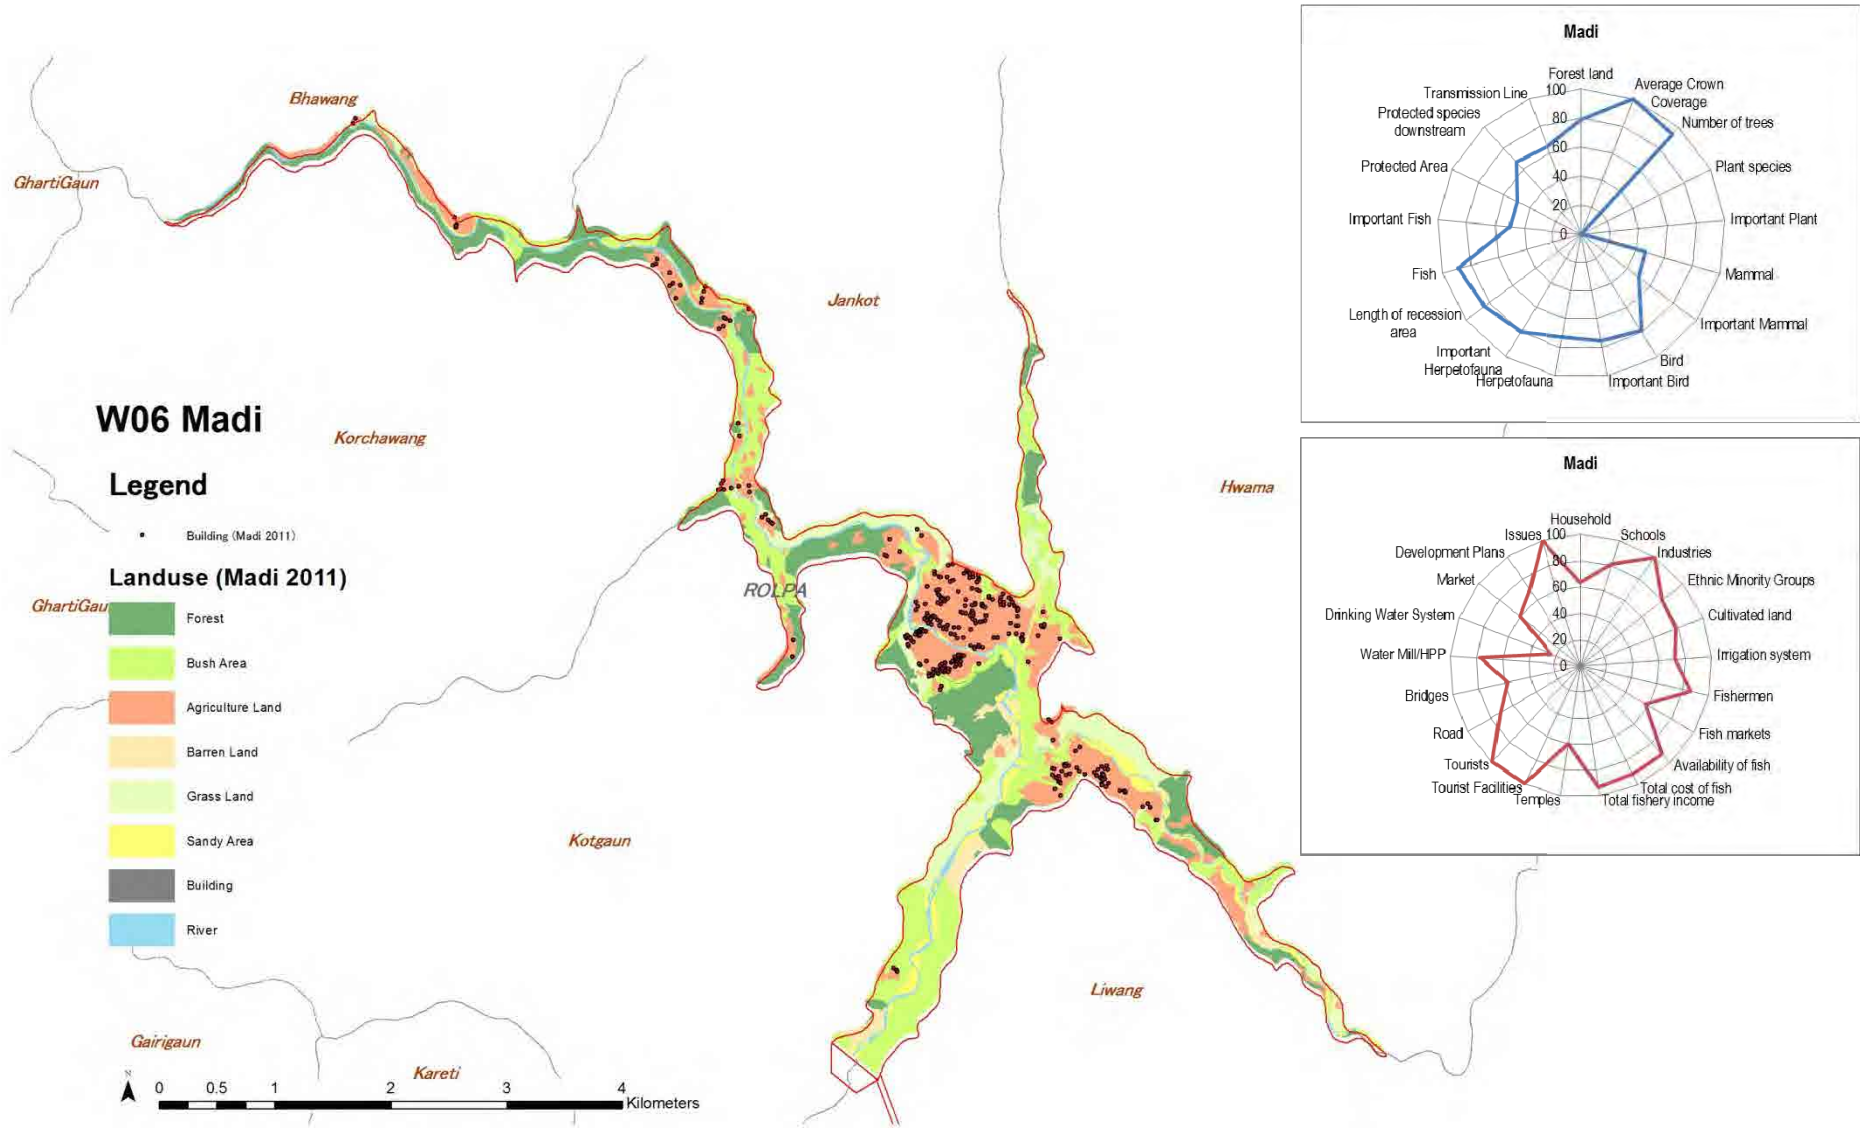 W06 Madi
Legend
Building (Madi 2011)
Landuse (Madi 2011)
Forest
Bush Area
Agriculture Land
Barren Land
Grass Land
Sandy Area
Building
River
Bhawang
GhartiGaun
Jankot
Korchawang
Hwama
ROLPA
GhartiGau
Kotgaun
Liwang
Gairigaun
Kareti
N
0 0.5 1 2 3 4
Kilometers
Madi
Forest land
Average Crown
Coverage
Number of trees
Plant species
Important Plant
Mammal
Important Mammal
Bird
Important Bird
Herpetofauna
Important
Herpetofauna
Length of recession
area
Fish
Important Fish
Protected Area
Protected species
downstream
Transmission Line
100
80
60
40
20
0
Madi
Household
Schools
Industries
Ethnic Minority Groups
Cultivated land
Irrigation system
Fishermen
Fish markets
Availability of fish
Total cost of fish
Total fishery income
Temples
Tourist Facilities
Tourists
Road
Bridges
Water Mill/HPP
Drinking Water System
Market
Development Plans
Issues
100
80
60
40
20
0